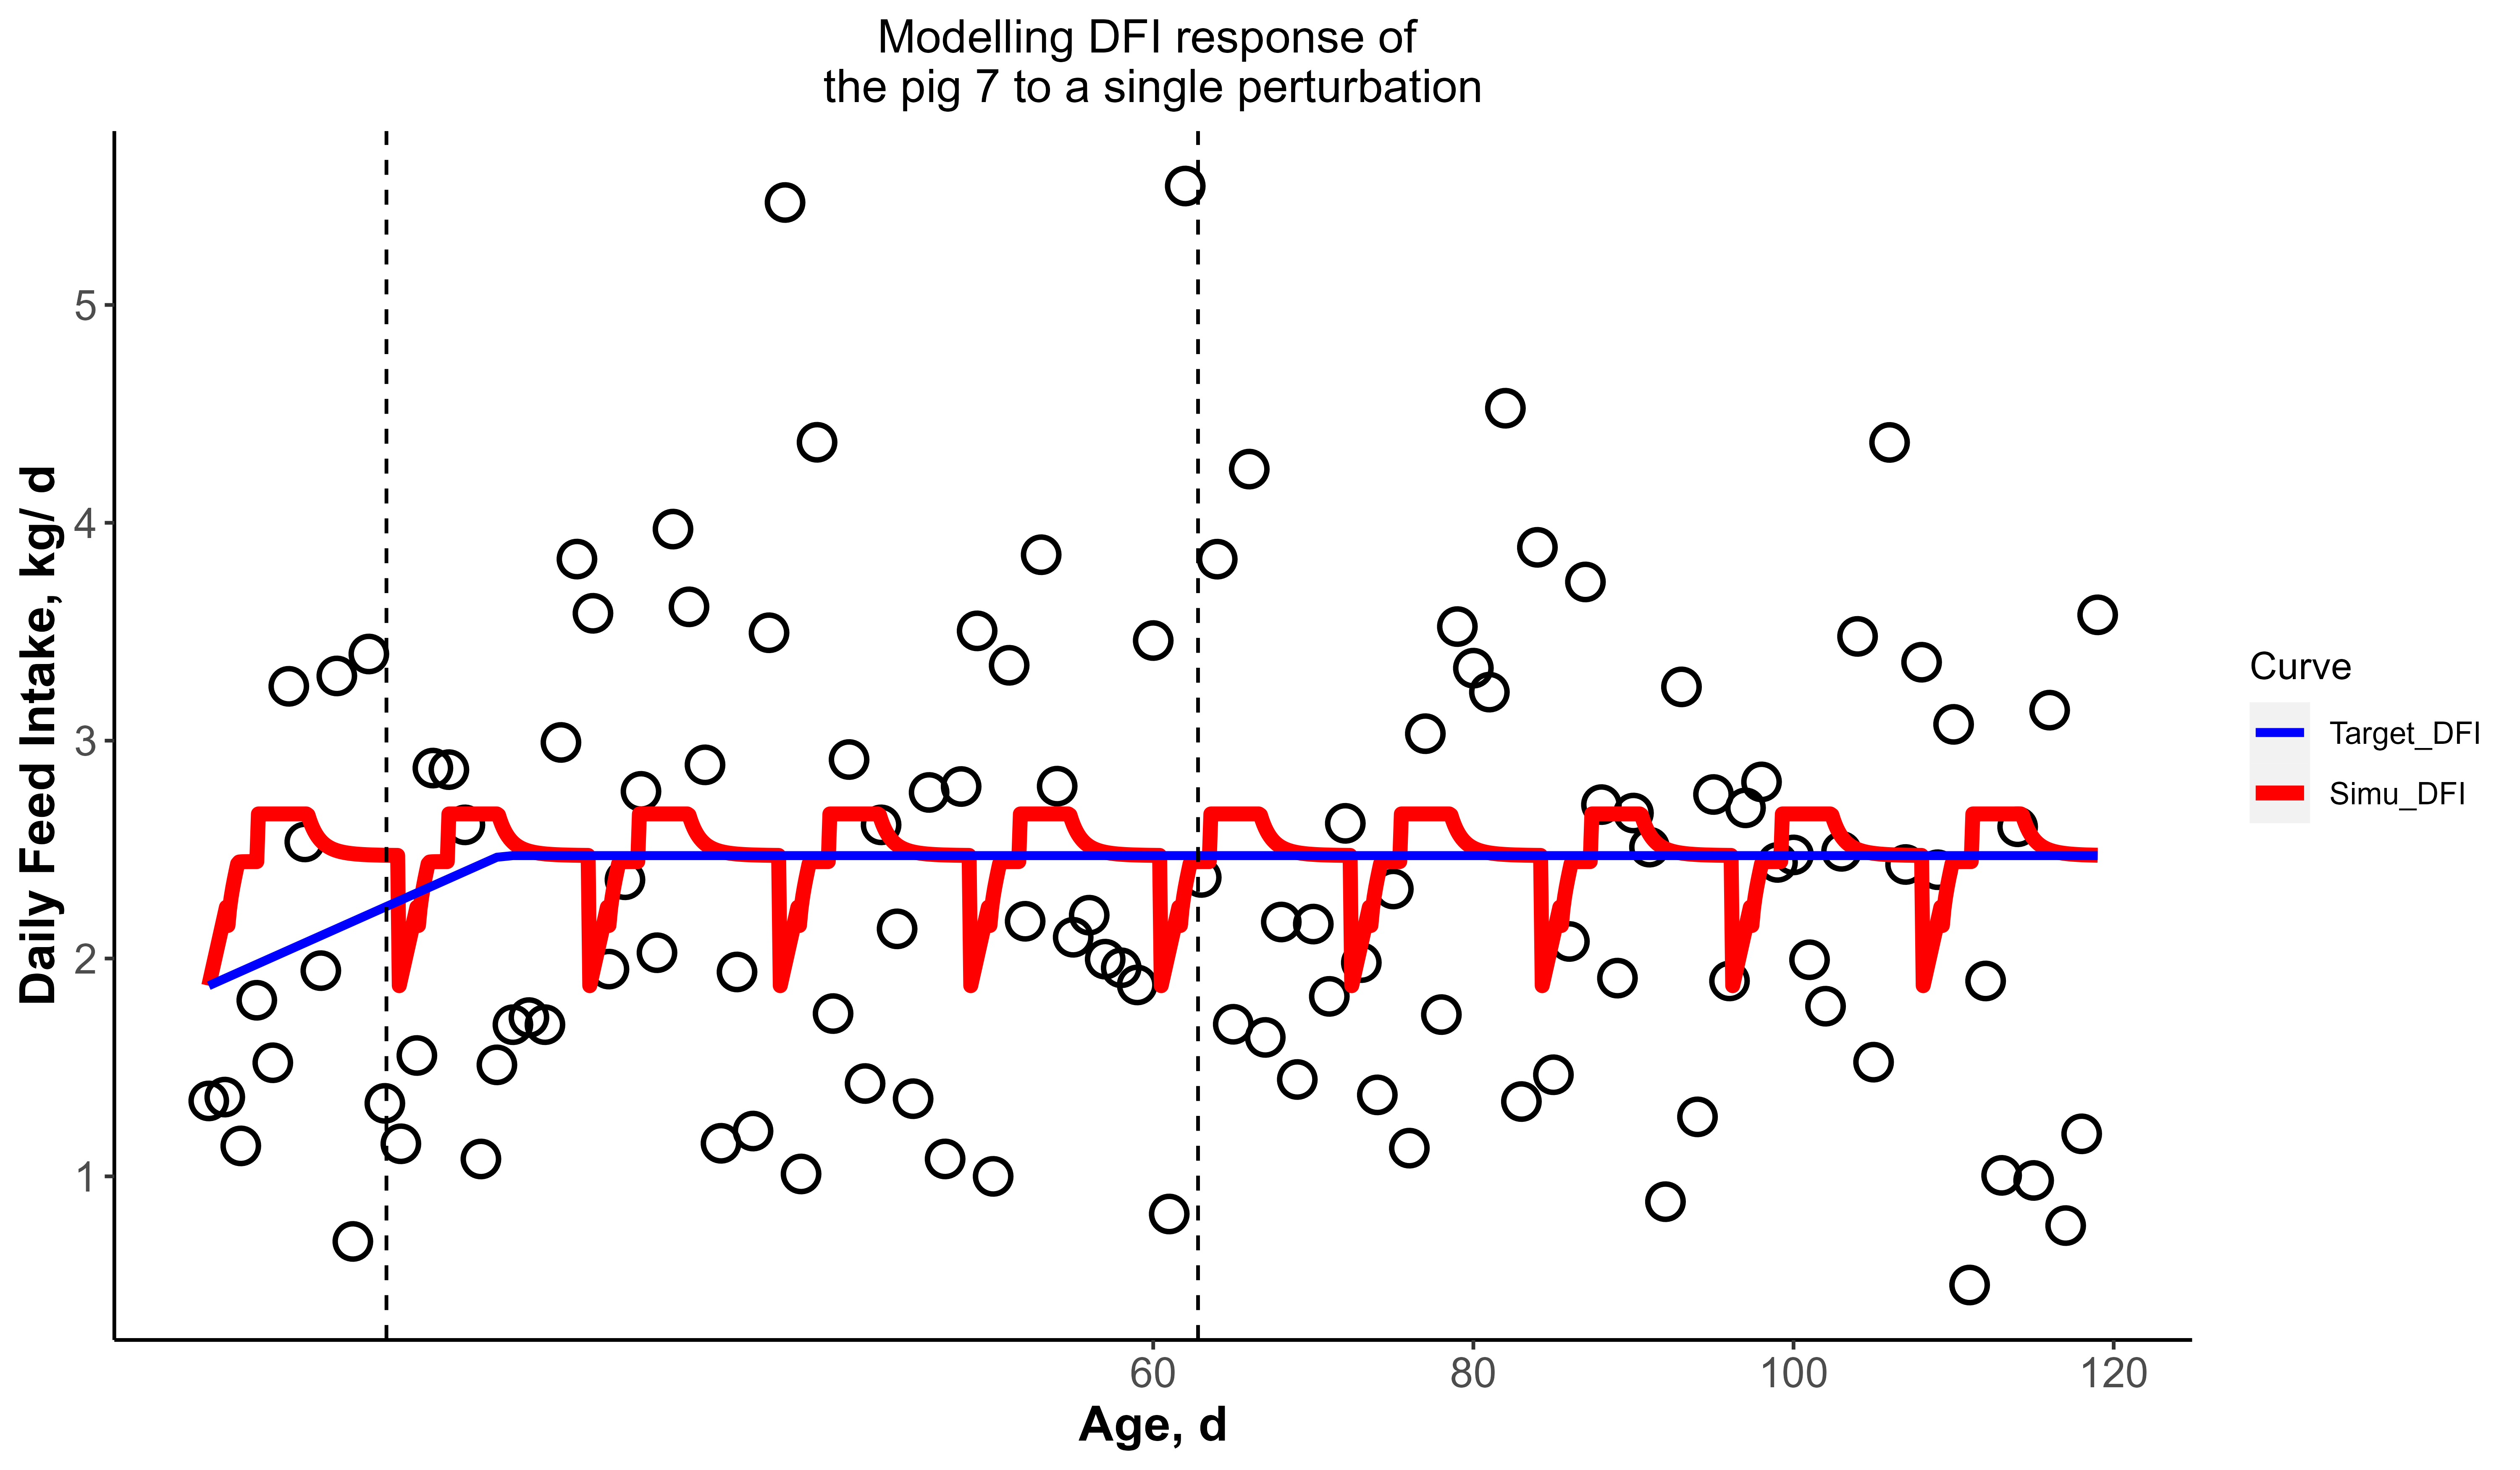 Modelling DFI response of
the pig 7 to a single perturbation
Daily Feed Intake, kg/ d
5
4
3
2
1
60
80
100
120
Age, d
Curve
Target_DFI
Simu_DFI